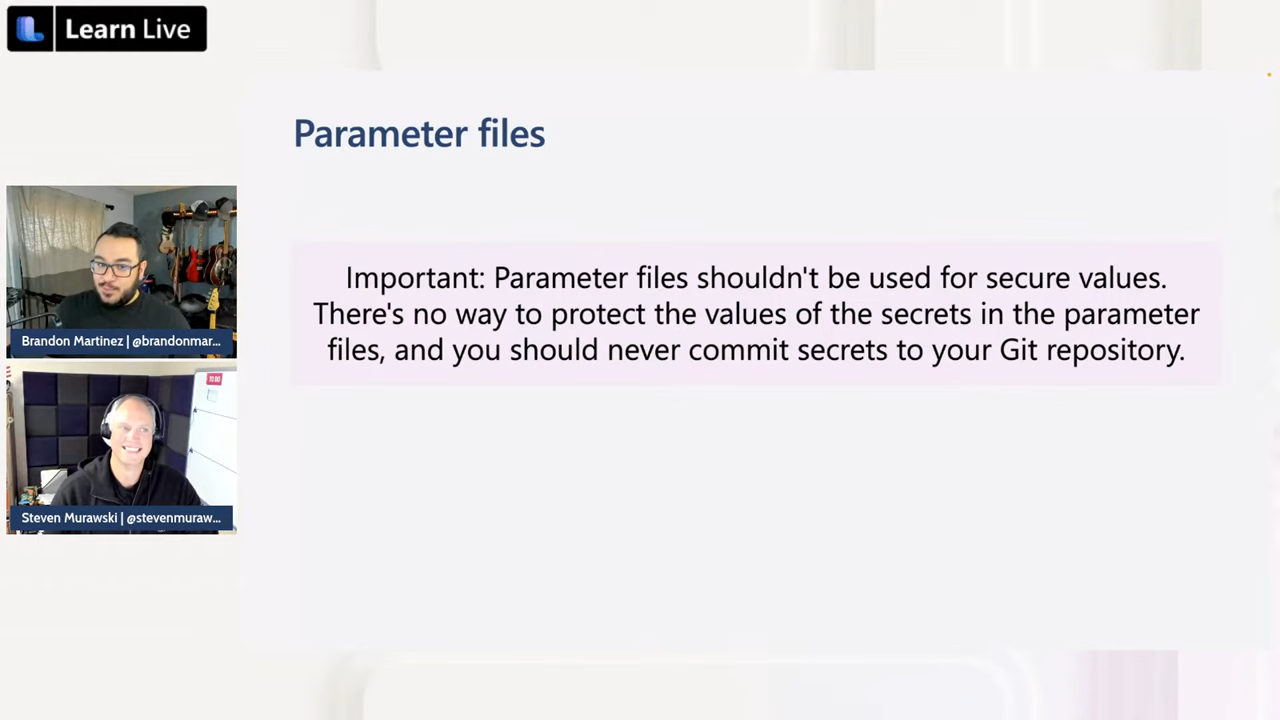 Learn Live
Parameter files
Important: Parameter files shouldn't be used for secure values.
There's no way to protect the values of the secrets in the parameter
files, and you should never commit secrets to your Git repository.
Brandon Martinez | @brandonmar...
Steven Murawski | @stevenmuraw...